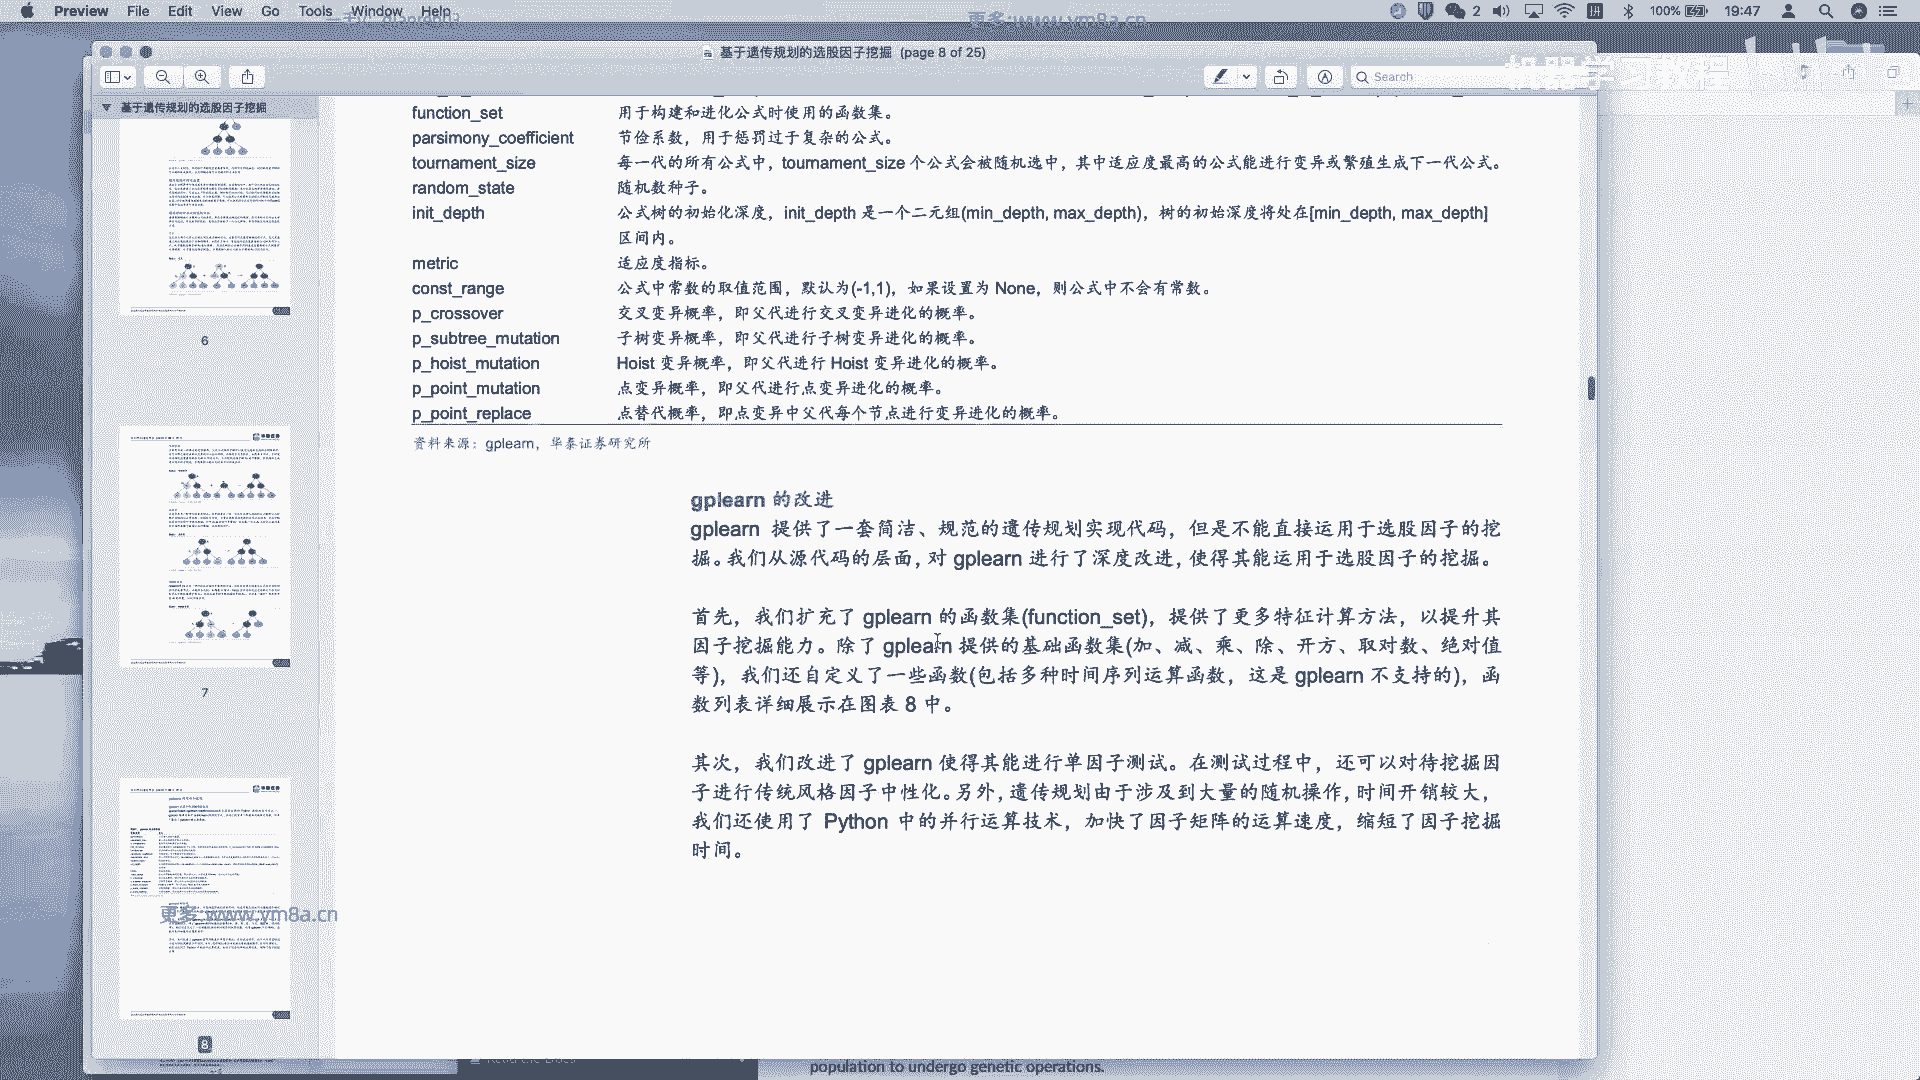 Preview File Edit View Go Tools Window Help
更多:www.ym8a.cn
2
100%
19:47
基于遗传规划的选股因子挖掘 (page 8 of 25)
Search
机器学习教程
基于遗传规划的选股因子挖掘
6
7
更多:www.ym8a.cn
8
function_set 用于构建和进化公式时使用的函数集。
parsimony_coefficient 节俭系数，用于惩罚过于复杂的公式。
tournament_size 每一代的所有公式中，tournament_size 个公式会被随机选中，其中适应度最高的公式能进行变异或繁殖生成下一代公式。
random_state 随机数种子。
init_depth 公式树的初始化深度，init_depth 是一个二元组(min_depth, max_depth)，树的初始深度将处在[min_depth, max_depth]
区间内。
metric 适应度指标。
const_range 公式中常数的取值范围，默认为(-1,1)，如果设置为 None，则公式中不会有常数。
p_crossover 交叉变异概率，即父代进行交叉变异进化的概率。
p_subtree_mutation 子树变异概率，即父代进行子树变异进化的概率。
p_hoist_mutation Hoist 变异概率，即父代进行 Hoist 变异进化的概率。
p_point_mutation 点变异概率，即父代进行点变异进化的概率。
p_point_replace 点替代概率，即点变异中父代每个节点进行变异进化的概率。
资料来源：gplearn，华泰证券研究所
gplearn 的改进
gplearn 提供了一套简洁、规范的遗传规划实现代码，但是不能直接运用于选股因子的挖
掘。我们从源代码的层面，对 gplearn 进行了深度改进，使得其能运用于选股因子的挖掘。
首先，我们扩充了 gplearn 的函数集(function_set)，提供了更多特征计算方法，以提升其
因子挖掘能力。除了 gplearn 提供的基础函数集(加、减、乘、除、开方、取对数、绝对值
等)，我们还自定义了一些函数(包括多种时间序列运算函数，这是 gplearn 不支持的)，函
数列表详细展示在图表 8 中。
其次，我们改进了 gplearn 使得其能进行单因子测试。在测试过程中，还可以对待挖掘因
子进行传统风格因子中性化。另外，遗传规划由于涉及到大量的随机操作，时间开销较大，
我们还使用了 Python 中的并行运算技术，加快了因子矩阵的运算速度，缩短了因子挖掘
时间。
population to undergo genetic operations.